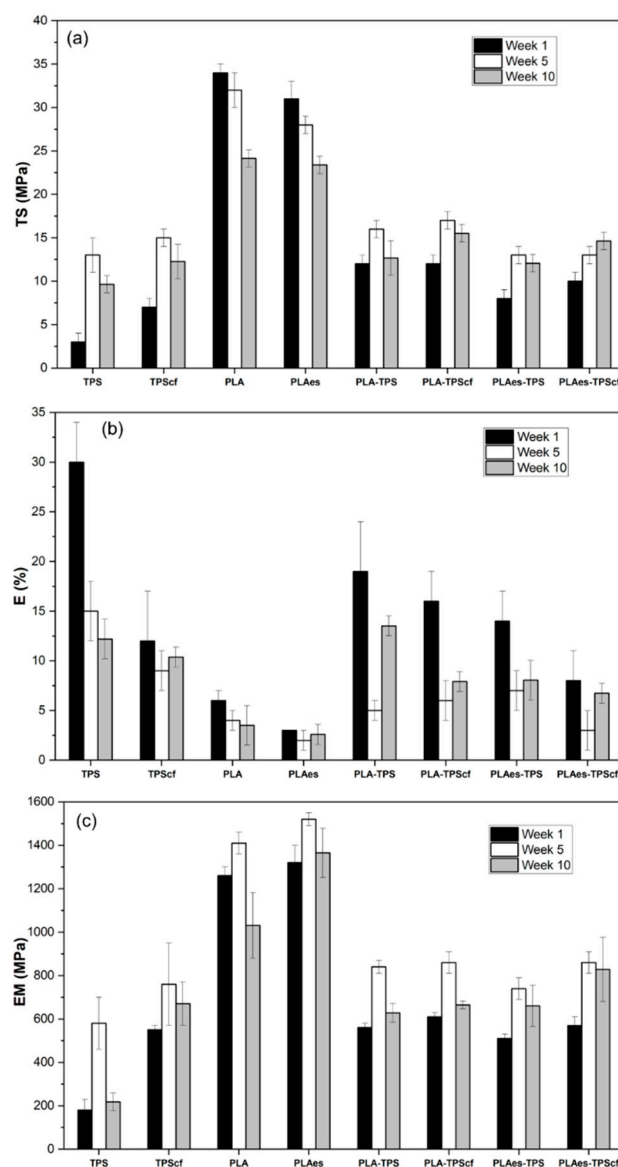 (a)
Week 1
Week 5
Week 10
TS (MPa)
40
35
30
25
20
15
10
5
0
TPS TPScf PLA PLAes PLA-TPS PLA-TPScf PLAes-TPS PLAes-TPScf
(b)
Week 1
Week 5
Week 10
E (%)
35
30
25
20
15
10
5
0
TPS TPScf PLA PLAes PLA-TPS PLA-TPScf PLAes-TPS PLAes-TPScf
(c)
Week 1
Week 5
Week 10
EM (MPa)
1600
1400
1200
1000
800
600
400
200
0
TPS TPScf PLA PLAes PLA-TPS PLA-TPScf PLAes-TPS PLAes-TPScf